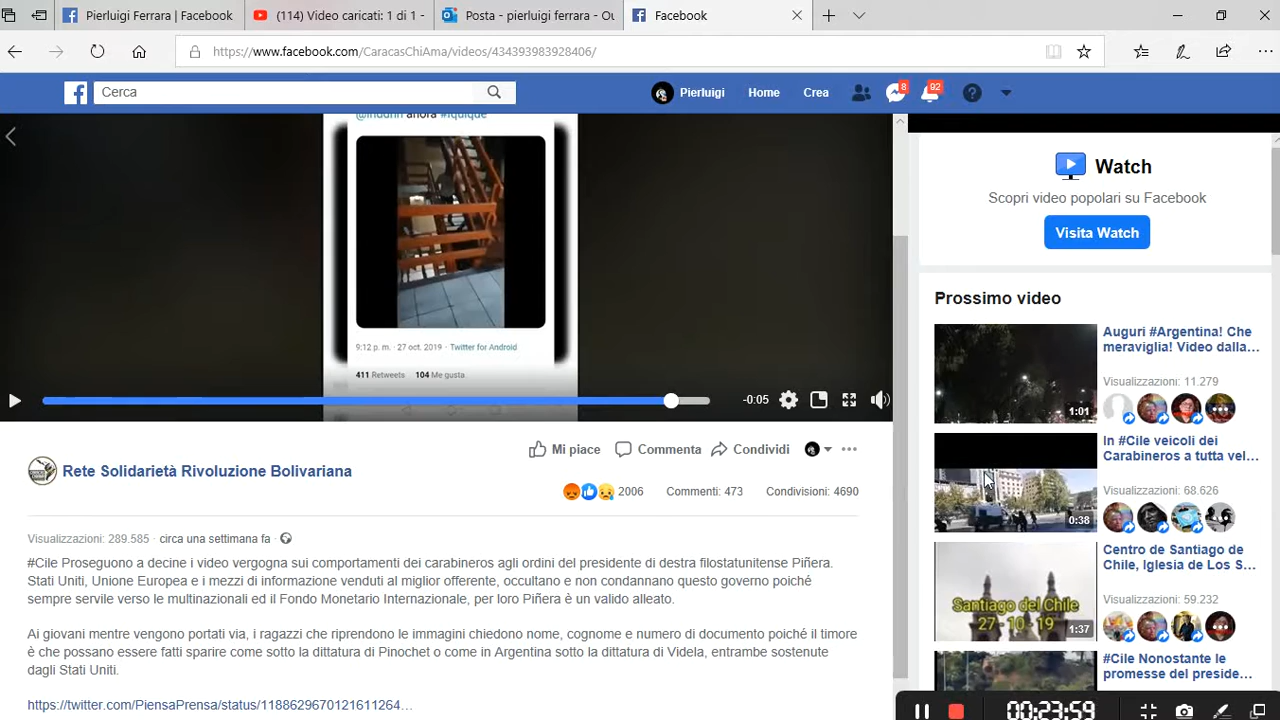 Pierluigi Ferrara | Facebook
(114) Video caricati: 1 di 1 -
Posta - pierluigi ferrara - Ou
Facebook
https://www.facebook.com/CaracasChiAma/videos/434393983928406/
Cerca
Pierluigi
Home
Crea
8
92
ahora #Iquique
9:12 p. m. · 27 oct. 2019 · Twitter for Android
411 Retweets 104 Me gusta
-0:05
Mi piace
Commenta
Condividi
Rete Solidarietà Rivoluzione Bolivariana
2006
Commenti: 473
Condivisioni: 4690
Visualizzazioni: 289.585 · circa una settimana fa ·
#Cile Proseguono a decine i video vergogna sui comportamenti dei carabineros agli ordini del presidente di destra filostatunitense Piñera.
Stati Uniti, Unione Europea e i mezzi di informazione venduti al miglior offerente, occultano e non condannano questo governo poiché
sempre servile verso le multinazionali ed il Fondo Monetario Internazionale, per loro Piñera è un valido alleato.
Ai giovani mentre vengono portati via, i ragazzi che riprendono le immagini chiedono nome, cognome e numero di documento poiché il timore
è che possano essere fatti sparire come sotto la dittatura di Pinochet o come in Argentina sotto la dittatura di Videla, entrambe sostenute
dagli Stati Uniti.
https://twitter.com/PiensaPrensa/status/1188629670121611264...
Watch
Scopri video popolari su Facebook
Visita Watch
Prossimo video
Auguri #Argentina! Che
meraviglia! Video dalla...
Visualizzazioni: 11.279
1:01
In #Cile veicoli dei
Carabineros a tutta vel...
Visualizzazioni: 68.626
0:38
Centro de Santiago de
Chile, Iglesia de Los S...
Visualizzazioni: 59.232
Santiago del Chile
27 - 10 - 19
1:37
#Cile Nonostante le
promesse del preside...
00:23:59